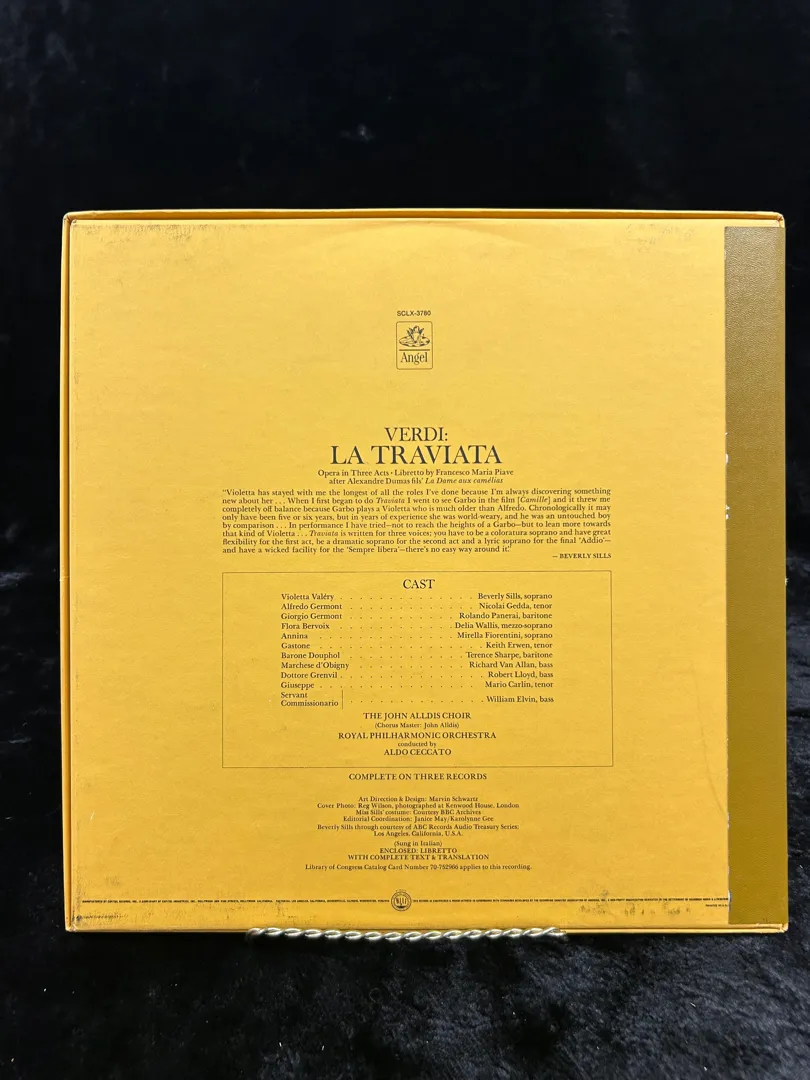 SCLX-3780
Angel
VERDI:
LA TRAVIATA
Opera in Three Acts • Libretto by Francesco Maria Piave
after Alexandre Dumas fils' La Dame aux camélias
"Violetta has stayed with me the longest of all the roles I've done because I'm always discovering something
new about her . . . When I first began to do Traviata I went to see Garbo in the film [Camille] and it threw me
completely off balance because Garbo plays a Violetta who is much older than Alfredo. Chronologically it may
only have been five or six years, but in years of experience she was world-weary, and he was an untouched boy
by comparison . . . In performance I have tried—not to reach the heights of a Garbo—but to lean more towards
that kind of Violetta . . . Traviata is written for three voices; you have to be a coloratura soprano and have great
flexibility for the first act, be a dramatic soprano for the second act and a lyric soprano for the final 'Addio'—
and have a wicked facility for the 'Sempre libera'—there's no easy way around it."
— BEVERLY SILLS
CAST
Violetta Valéry . . . . . . . . . . . . . Beverly Sills, soprano
Alfredo Germont . . . . . . . . . . . . . Nicolai Gedda, tenor
Giorgio Germont . . . . . . . . . . . Rolando Panerai, baritone
Flora Bervoix . . . . . . . . . . . Delia Wallis, mezzo-soprano
Annina . . . . . . . . . . . . . Mirella Fiorentini, soprano
Gastone . . . . . . . . . . . . . . . . Keith Erwen, tenor
Barone Douphol . . . . . . . . . . . . Terence Sharpe, baritone
Marchese d'Obigny . . . . . . . . . . . Richard Van Allan, bass
Dottore Grenvil . . . . . . . . . . . . . . Robert Lloyd, bass
Giuseppe . . . . . . . . . . . . . . . . Mario Carlin, tenor
Servant
Commissionario . . . . . . . . . . . . . . William Elvin, bass
THE JOHN ALLDIS CHOIR
(Chorus Master: John Alldis)
ROYAL PHILHARMONIC ORCHESTRA
conducted by
ALDO CECCATO
COMPLETE ON THREE RECORDS
Art Direction & Design: Marvin Schwartz
Cover Photo: Reg Wilson, photographed at Kenwood House, London
Miss Sills' costume: Courtesy BBC Archives
Editorial Coordination: Janice May/Karolynne Gee
Beverly Sills through courtesy of ABC Records Audio Treasury Series;
Los Angeles, California, U.S.A.
(Sung in Italian)
ENCLOSED: LIBRETTO
WITH COMPLETE TEXT & TRANSLATION
Library of Congress Catalog Card Number 70-752966 applies to this recording.